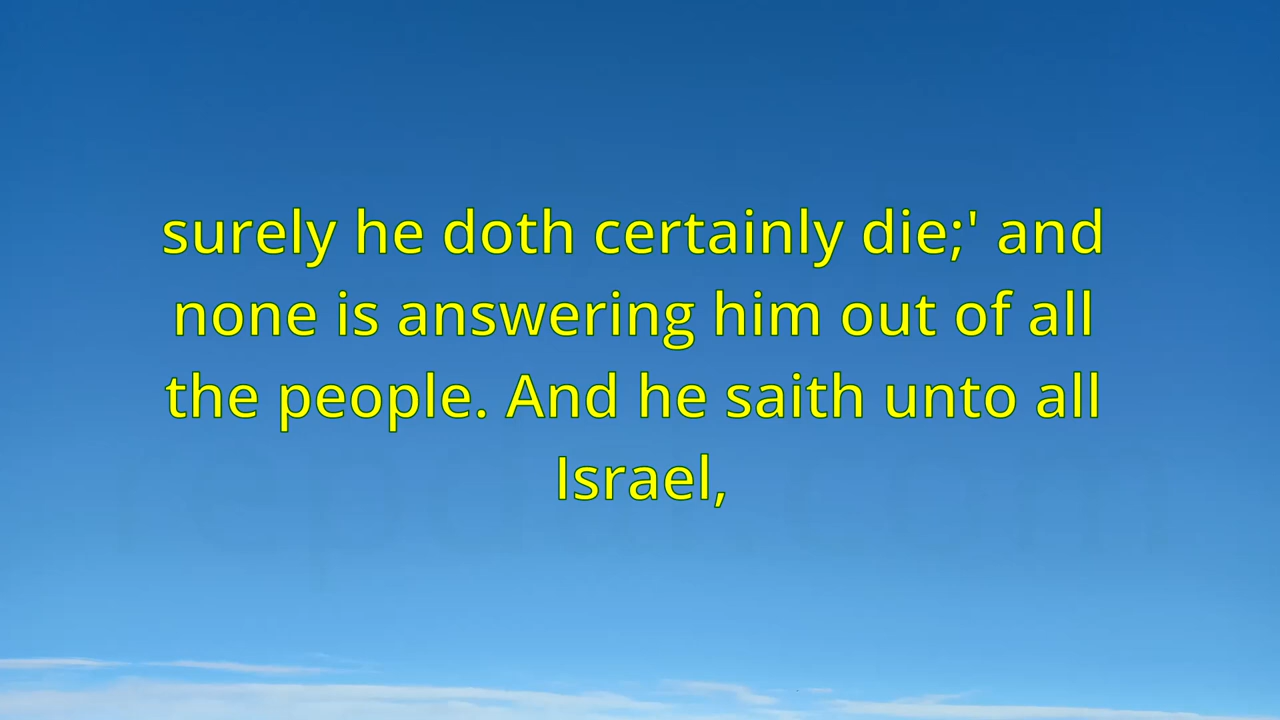 surely he doth certainly die;' and
none is answering him out of all
the people. And he saith unto all
Israel,